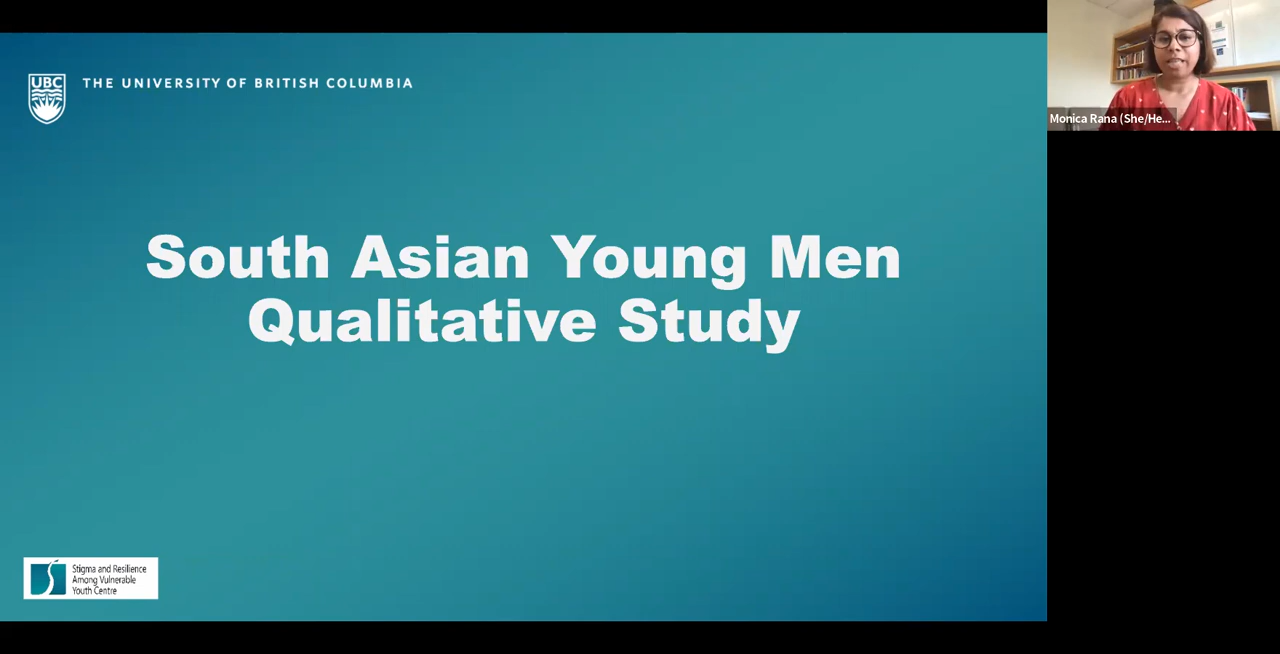 UBC
THE UNIVERSITY OF BRITISH COLUMBIA
South Asian Young Men
Qualitative Study
Stigma and Resilience
Among Vulnerable
Youth Centre
Monica Rana (She/He...